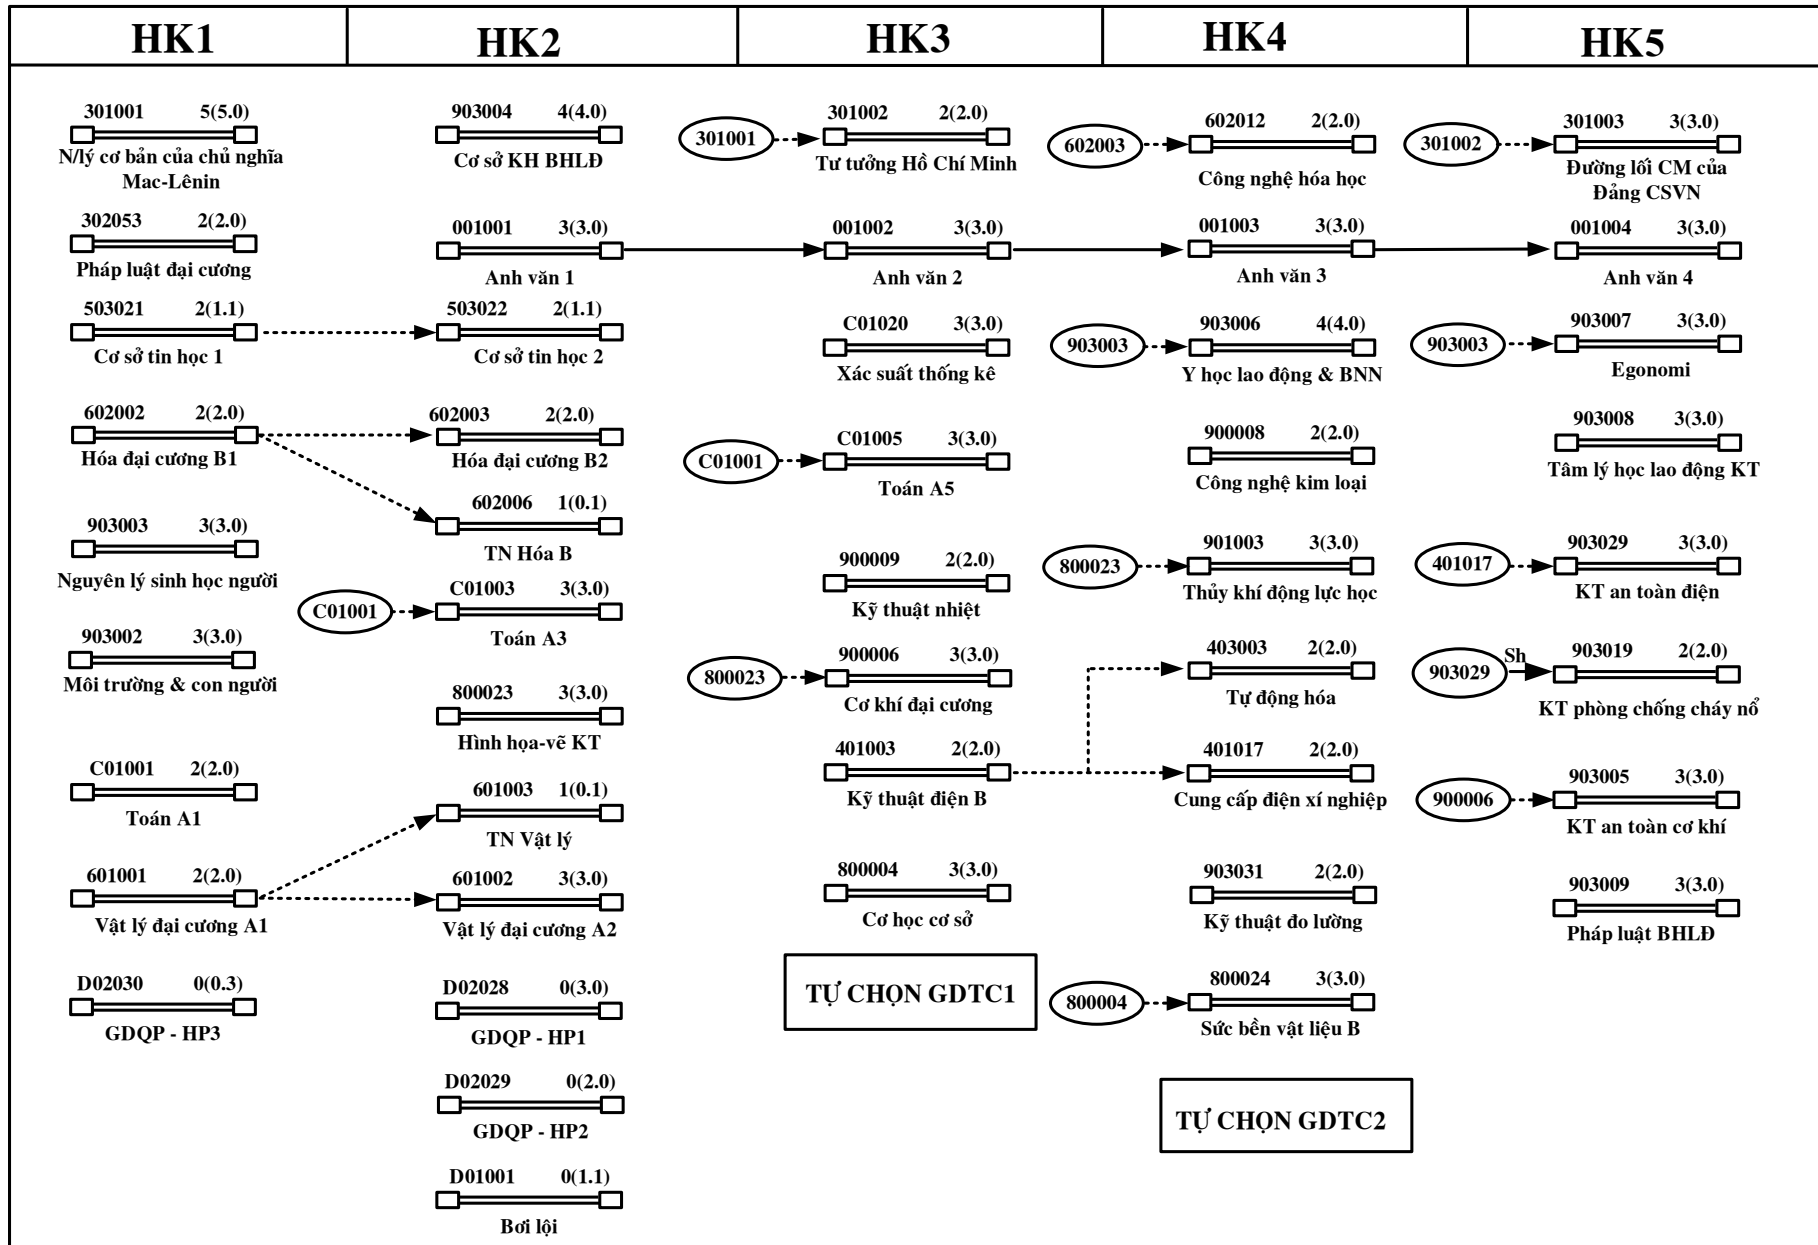 HK1
HK2
HK3
HK4
HK5
301001 5(5.0)
N/lý cơ bản của chủ nghĩa
Mac-Lênin
302053 2(2.0)
Pháp luật đại cương
503021 2(1.1)
Cơ sở tin học 1
602002 2(2.0)
Hóa đại cương B1
903003 3(3.0)
Nguyên lý sinh học người
903002 3(3.0)
Môi trường & con người
C01001 2(2.0)
Toán A1
601001 2(2.0)
Vật lý đại cương A1
D02030 0(0.3)
GDQP - HP3
903004 4(4.0)
Cơ sở KH BHLĐ
001001 3(3.0)
Anh văn 1
503022 2(1.1)
Cơ sở tin học 2
602003 2(2.0)
Hóa đại cương B2
602006 1(0.1)
TN Hóa B
C01001
C01003 3(3.0)
Toán A3
800023 3(3.0)
Hình họa-vẽ KT
601003 1(0.1)
TN Vật lý
601002 3(3.0)
Vật lý đại cương A2
D02028 0(3.0)
GDQP - HP1
D02029 0(2.0)
GDQP - HP2
D01001 0(1.1)
Bơi lội
301001
301002 2(2.0)
Tư tưởng Hồ Chí Minh
001002 3(3.0)
Anh văn 2
C01020 3(3.0)
Xác suất thống kê
C01001
C01005 3(3.0)
Toán A5
900009 2(2.0)
Kỹ thuật nhiệt
800023
900006 3(3.0)
Cơ khí đại cương
401003 2(2.0)
Kỹ thuật điện B
800004 3(3.0)
Cơ học cơ sở
TỰ CHỌN GDTC1
602003
602012 2(2.0)
Công nghệ hóa học
001003 3(3.0)
Anh văn 3
903003
903006 4(4.0)
Y học lao động & BNN
900008 2(2.0)
Công nghệ kim loại
800023
901003 3(3.0)
Thủy khí động lực học
403003 2(2.0)
Tự động hóa
401017 2(2.0)
Cung cấp điện xí nghiệp
903031 2(2.0)
Kỹ thuật đo lường
800004
800024 3(3.0)
Sức bền vật liệu B
TỰ CHỌN GDTC2
301002
301003 3(3.0)
Đường lối CM của
Đảng CSVN
001004 3(3.0)
Anh văn 4
903003
903007 3(3.0)
Egonomi
903008 3(3.0)
Tâm lý học lao động KT
401017
903029 3(3.0)
KT an toàn điện
903029
Sh
903019 2(2.0)
KT phòng chống cháy nổ
900006
903005 3(3.0)
KT an toàn cơ khí
903009 3(3.0)
Pháp luật BHLĐ